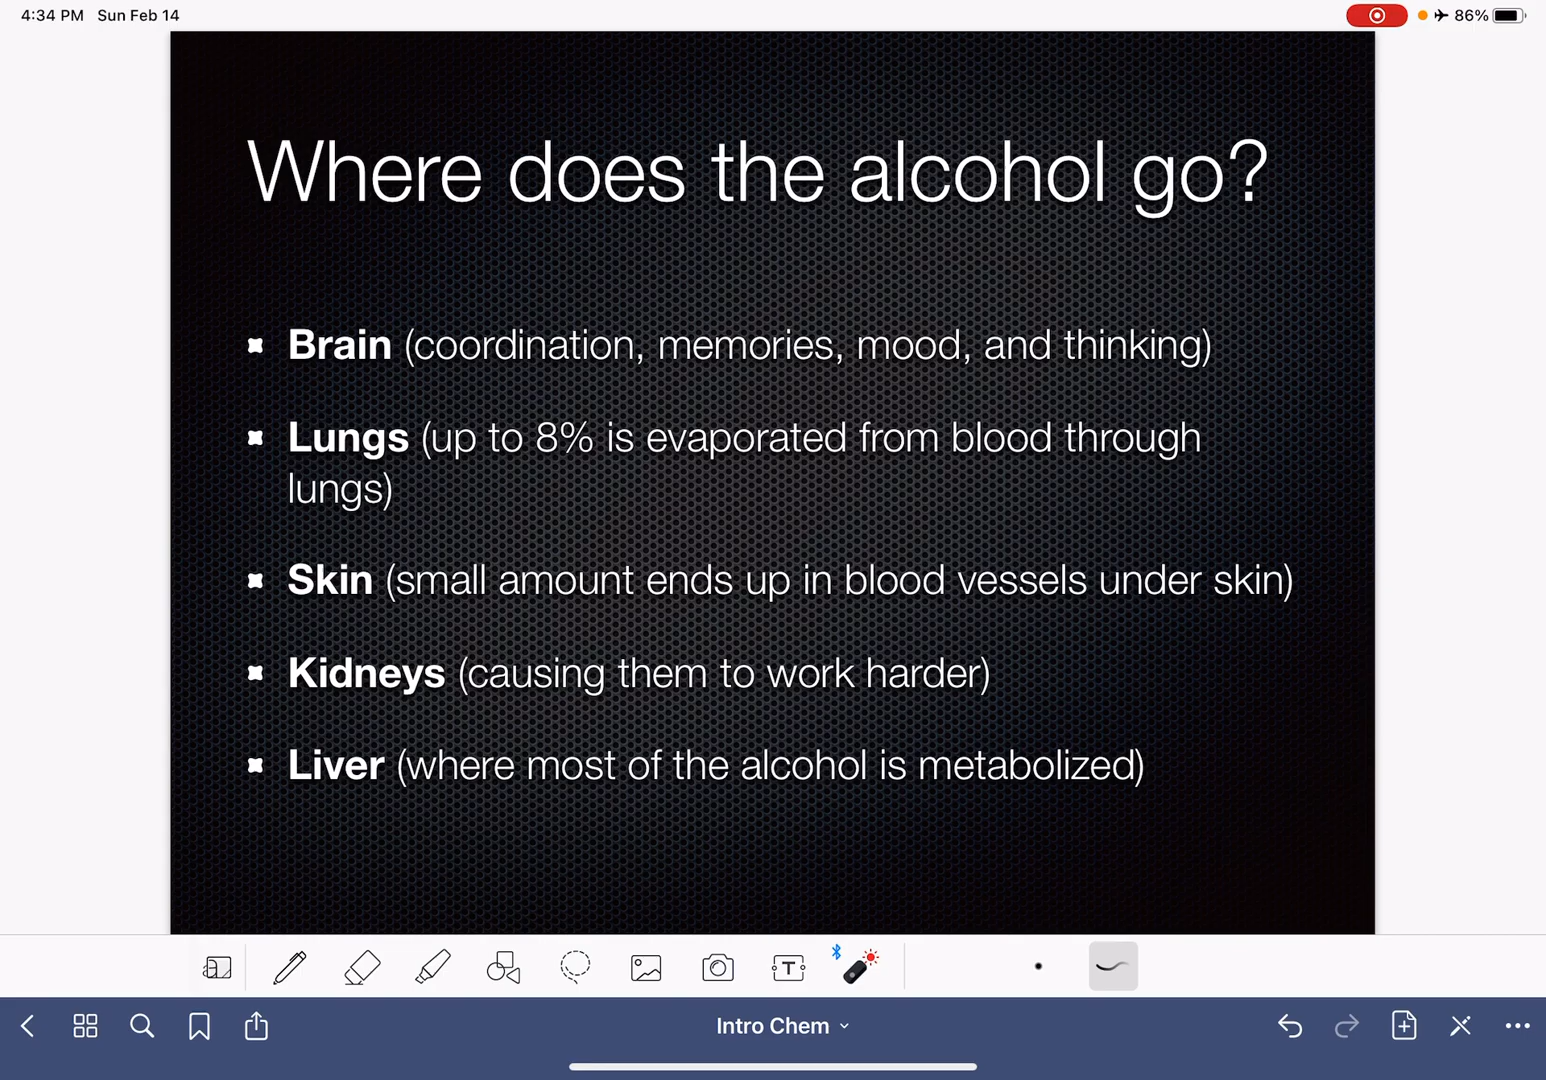 4:34 PM Sun Feb 14
86%
Where does the alcohol go?
Brain (coordination, memories, mood, and thinking)
Lungs (up to 8% is evaporated from blood through
lungs)
Skin (small amount ends up in blood vessels under skin)
Kidneys (causing them to work harder)
Liver (where most of the alcohol is metabolized)
a
T
Intro Chem